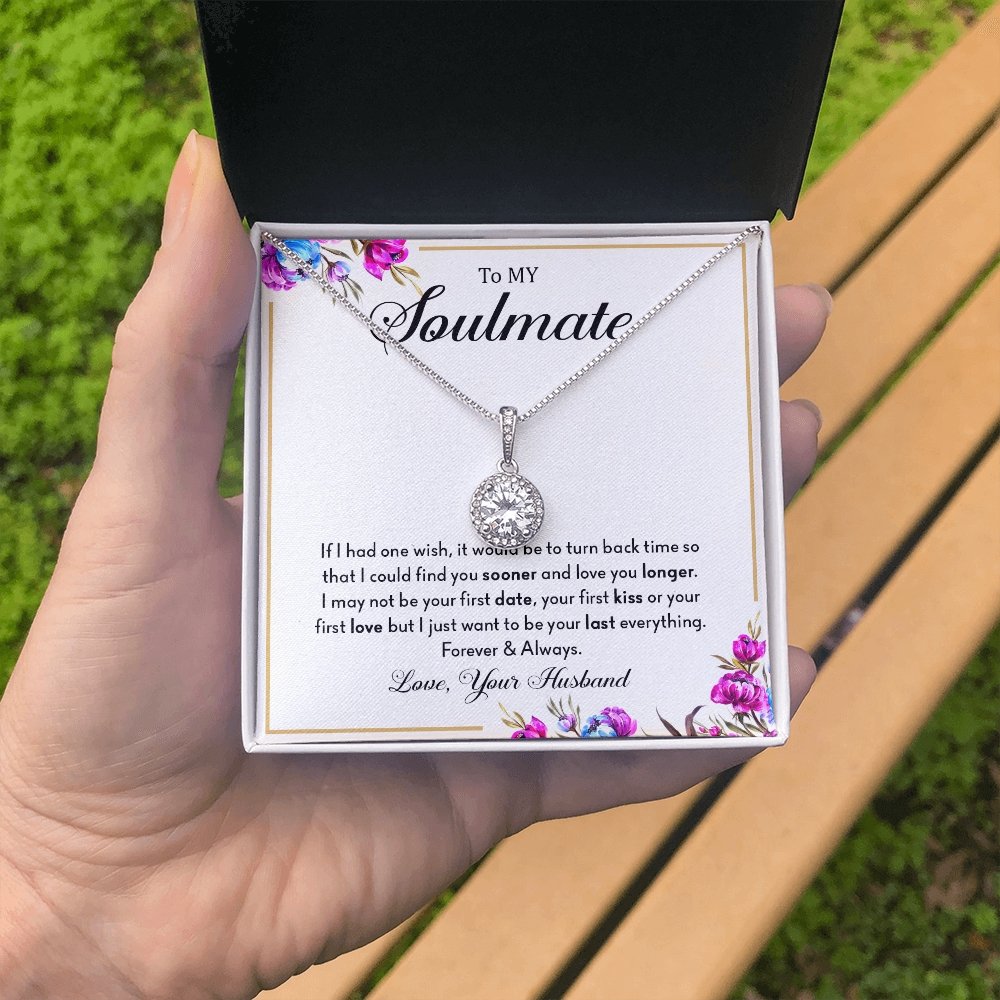 To MY
Soulmate
If I had one wish, it would be to turn back time so
that I could find you sooner and love you longer.
I may not be your first date, your first kiss or your
first love but I just want to be your last everything.
Forever & Always.
Love, Your Husband